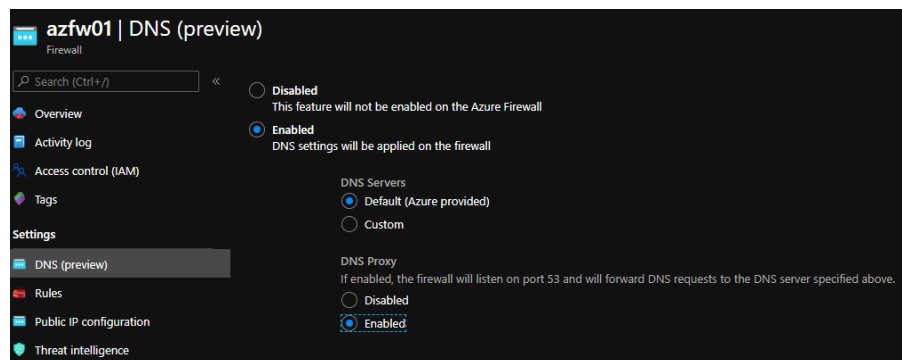 azfw01 | DNS (preview)
Firewall
Search (Ctrl+/)
«
Overview
Activity log
Access control (IAM)
Tags
Settings
DNS (preview)
Rules
Public IP configuration
Threat intelligence
Disabled
This feature will not be enabled on the Azure Firewall
Enabled
DNS settings will be applied on the firewall
DNS Servers
Default (Azure provided)
Custom
DNS Proxy
If enabled, the firewall will listen on port 53 and will forward DNS requests to the DNS server specified above.
Disabled
Enabled